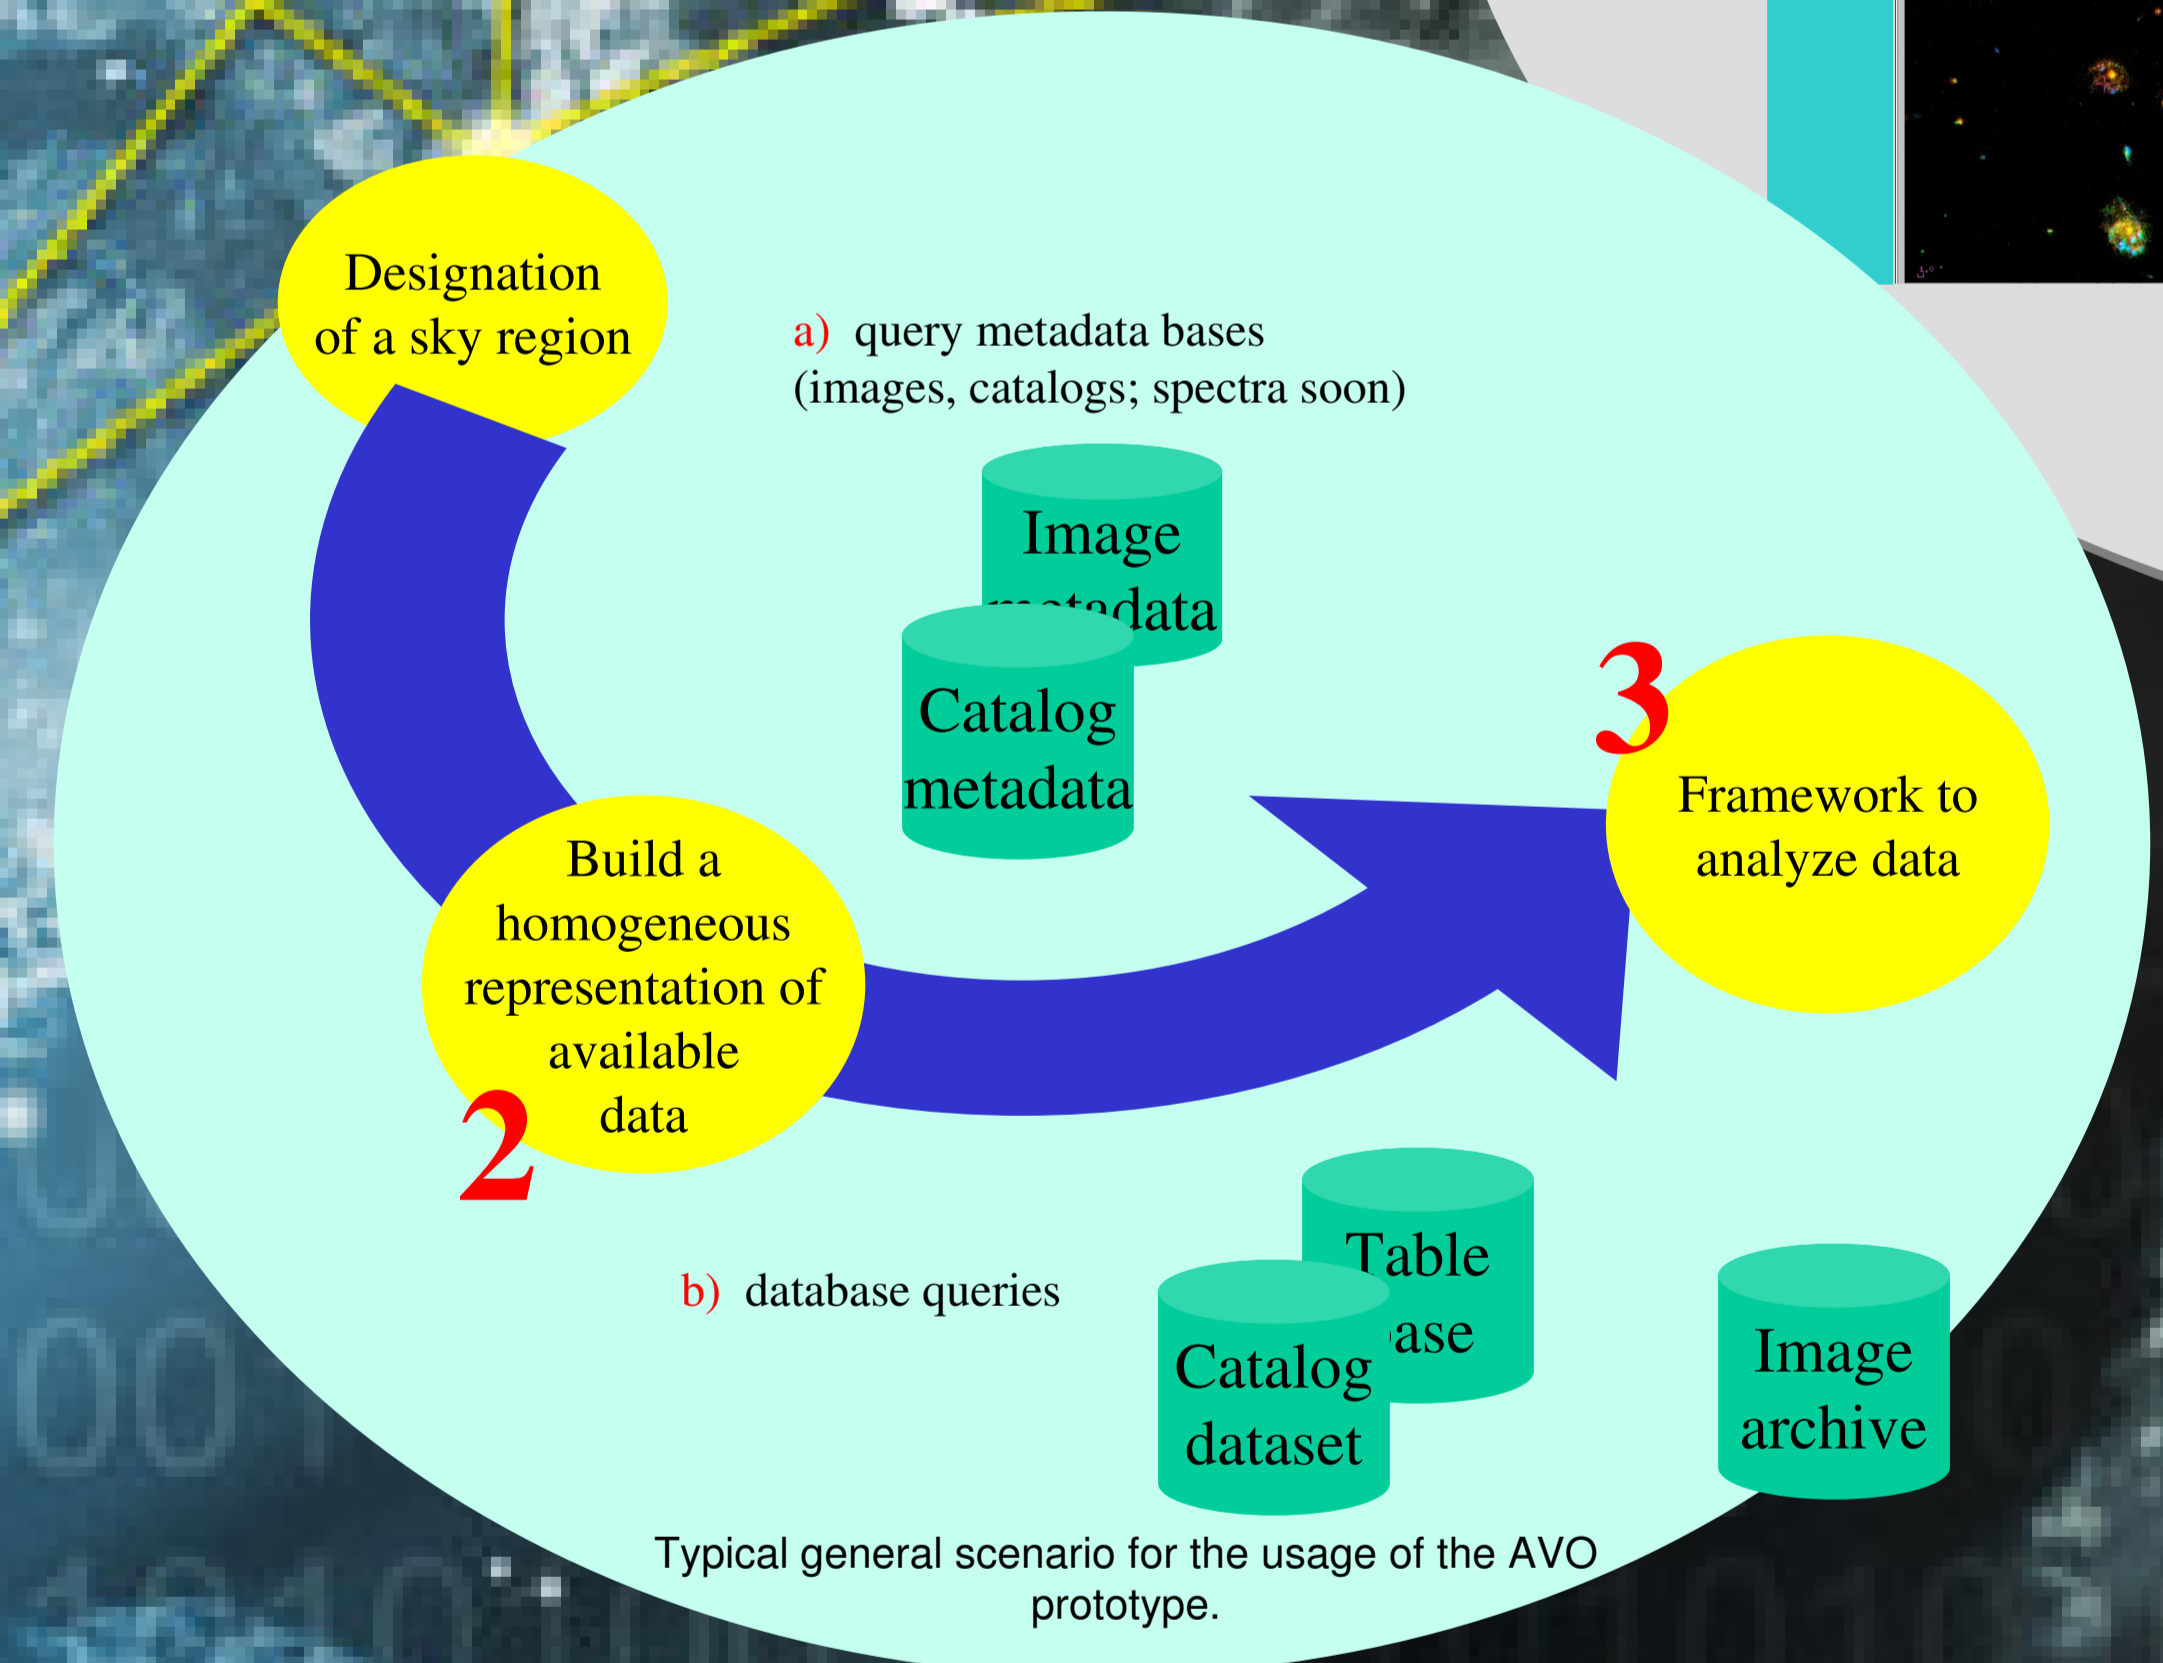 Designation
of a sky region
a) query metadata bases
(images, catalogs; spectra soon)
Image
metadata
Catalog
metadata
3
Framework to
analyze data
Build a
homogeneous
representation of
available
data
2
b) database queries
Table
ase
Catalog
dataset
Image
archive
Typical general scenario for the usage of the AVO
prototype.